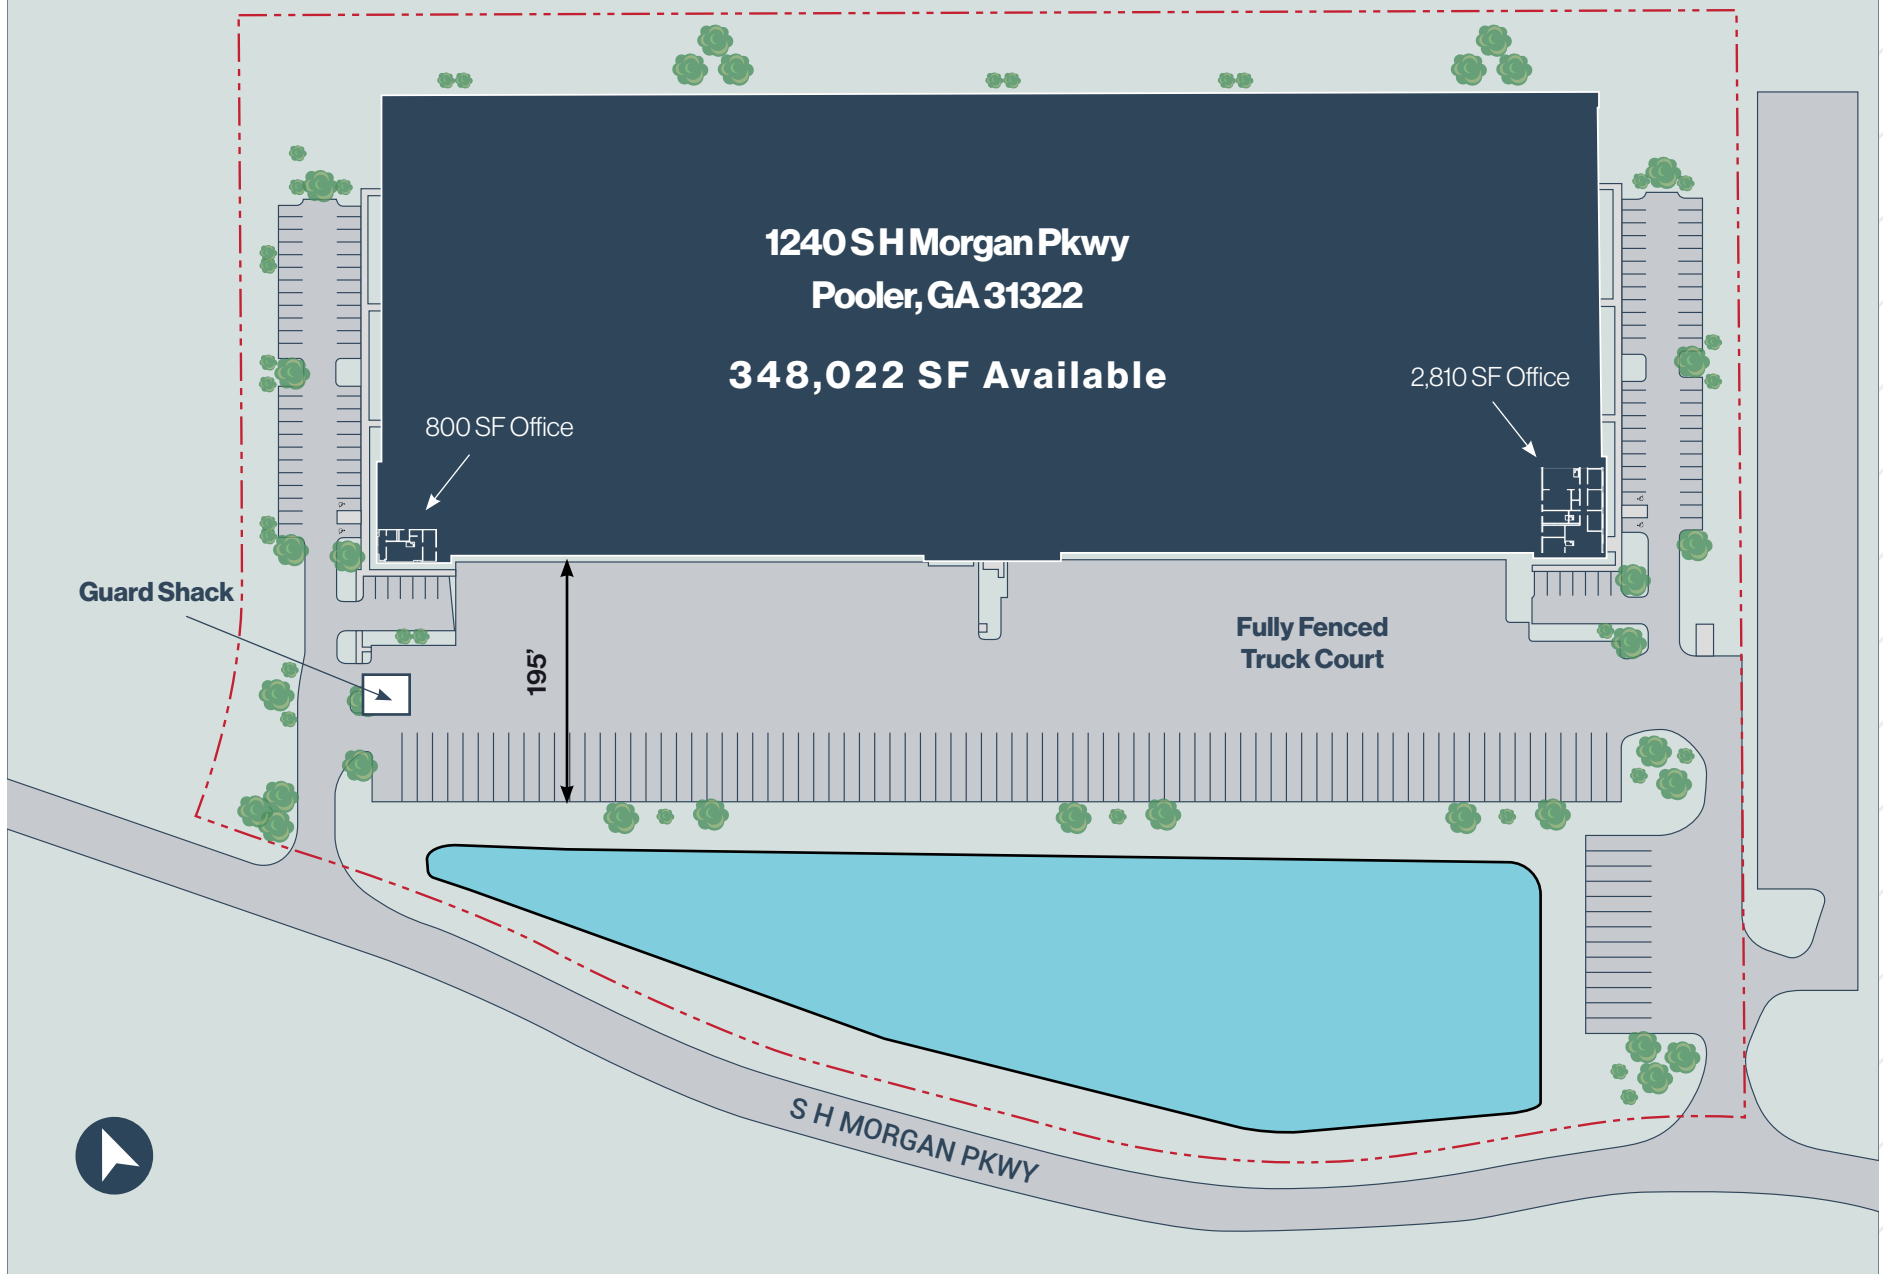 1240 S H Morgan Pkwy
Pooler, GA 31322
348,022 SF Available
2,810 SF Office
800 SF Office
Guard Shack
195'
Fully Fenced
Truck Court
S H MORGAN PKWY